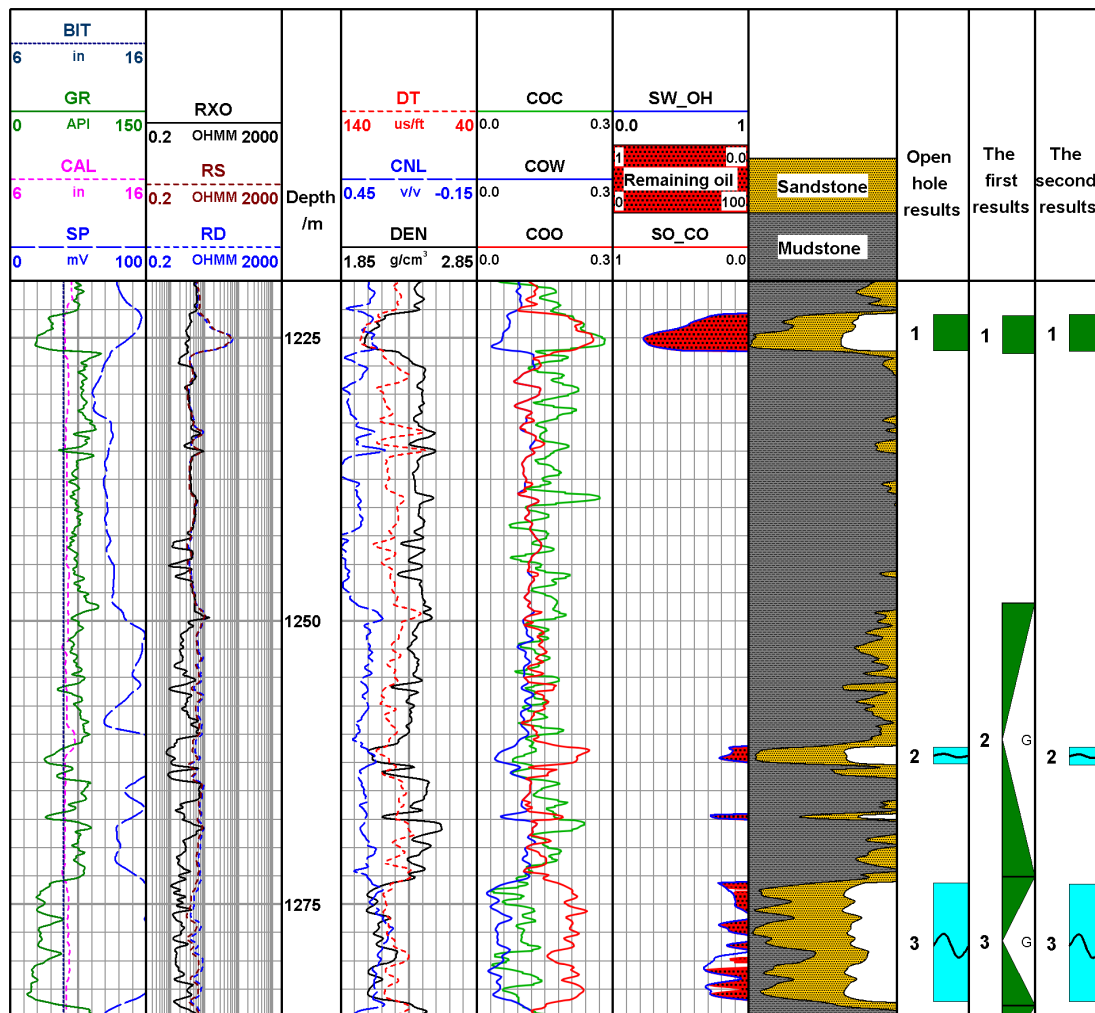 BIT
6 in 16
GR
0 API 150
CAL
6 in 16
SP
0 mV 100
RXO
0.2 OHMM 2000
RS
0.2 OHMM 2000
RD
0.2 OHMM 2000
Depth
/m
DT
140 us/ft 40
CNL
0.45 v/v -0.15
DEN
1.85 g/cm³ 2.85
COC
0.0 0.3
COW
0.0 0.3
COO
0.0 0.3
SW_OH
0.0 1
1 0.0
Remaining oil
0 100
SO_CO
1 0.0
Sandstone
Mudstone
Open
hole
results
The
first
results
The
second
results
1225
1250
1275
1 1 1
2 2 G 2
3 3 G 3